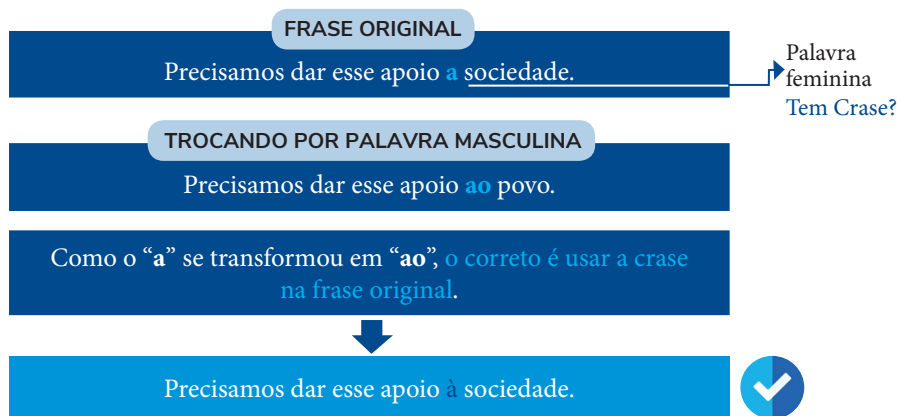 FRASE ORIGINAL
Precisamos dar esse apoio a sociedade.
Palavra
feminina
Tem Crase?
TROCANDO POR PALAVRA MASCULINA
Precisamos dar esse apoio ao povo.
Como o “a” se transformou em “ao”, o correto é usar a crase
na frase original.
Precisamos dar esse apoio à sociedade.